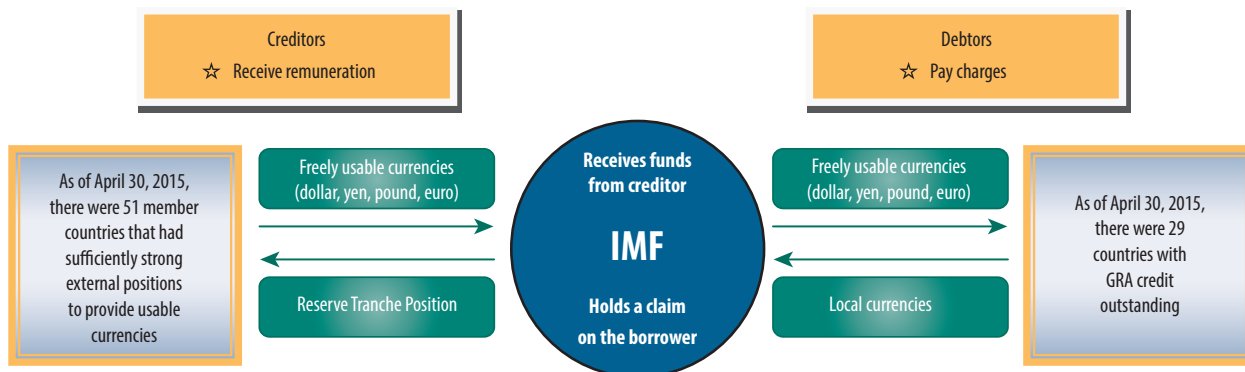 Creditors
☆ Receive remuneration
Debtors
☆ Pay charges
As of April 30, 2015,
there were 51 member
countries that had
sufficiently strong
external positions
to provide usable
currencies
Freely usable currencies
(dollar, yen, pound, euro)
Reserve Tranche Position
Receives funds
from creditor
IMF
Holds a claim
on the borrower
Freely usable currencies
(dollar, yen, pound, euro)
Local currencies
As of April 30, 2015,
there were 29
countries with
GRA credit
outstanding